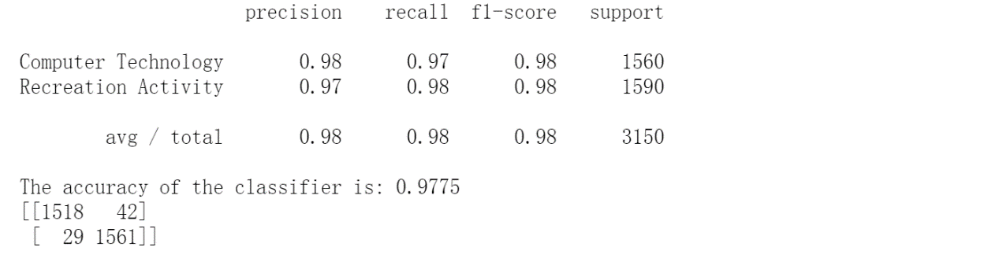 precision recall f1-score support
Computer Technology 0.98 0.97 0.98 1560
Recreation Activity 0.97 0.98 0.98 1590
avg / total 0.98 0.98 0.98 3150
The accuracy of the classifier is: 0.9775
[[1518 42]
[ 29 1561]]